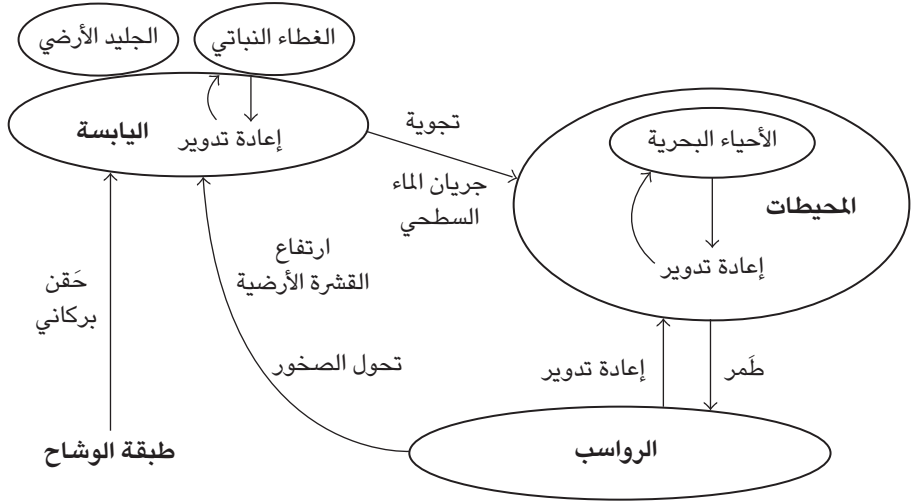 الغطاء النباتي
الجليد الأرضي
اليابسة
إعادة تدوير
تجوية
جريان الماء
السطحي
الأحياء البحرية
المحيطات
إعادة تدوير
ارتفاع
القشرة الأرضية
حَقن
بركاني
تحول الصخور
إعادة تدوير
طَمر
طبقة الوشاح
الرواسب